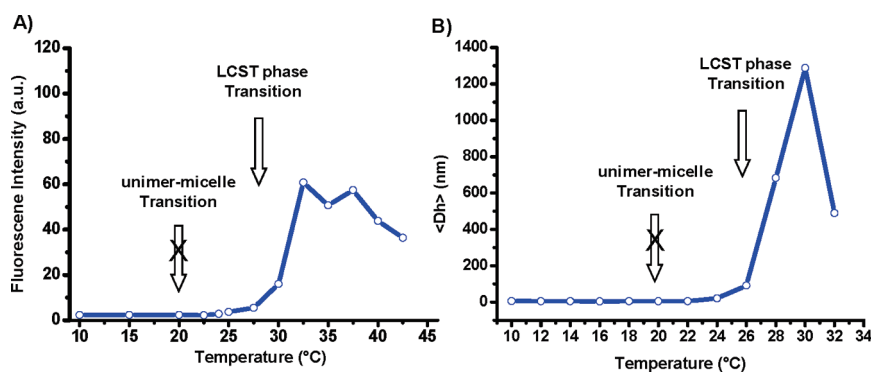 A)
Fluorescene Intensity (a.u.)
120
100
80
60
40
20
0
LCST phase
Transition
unimer-micelle
Transition
X
10 15 20 25 30 35 40 45
Temperature (°C)
B)
<Dh> (nm)
1400
1200
1000
800
600
400
200
0
LCST phase
Transition
unimer-micelle
Transition
X
10 12 14 16 18 20 22 24 26 28 30 32 34
Temperature (°C)